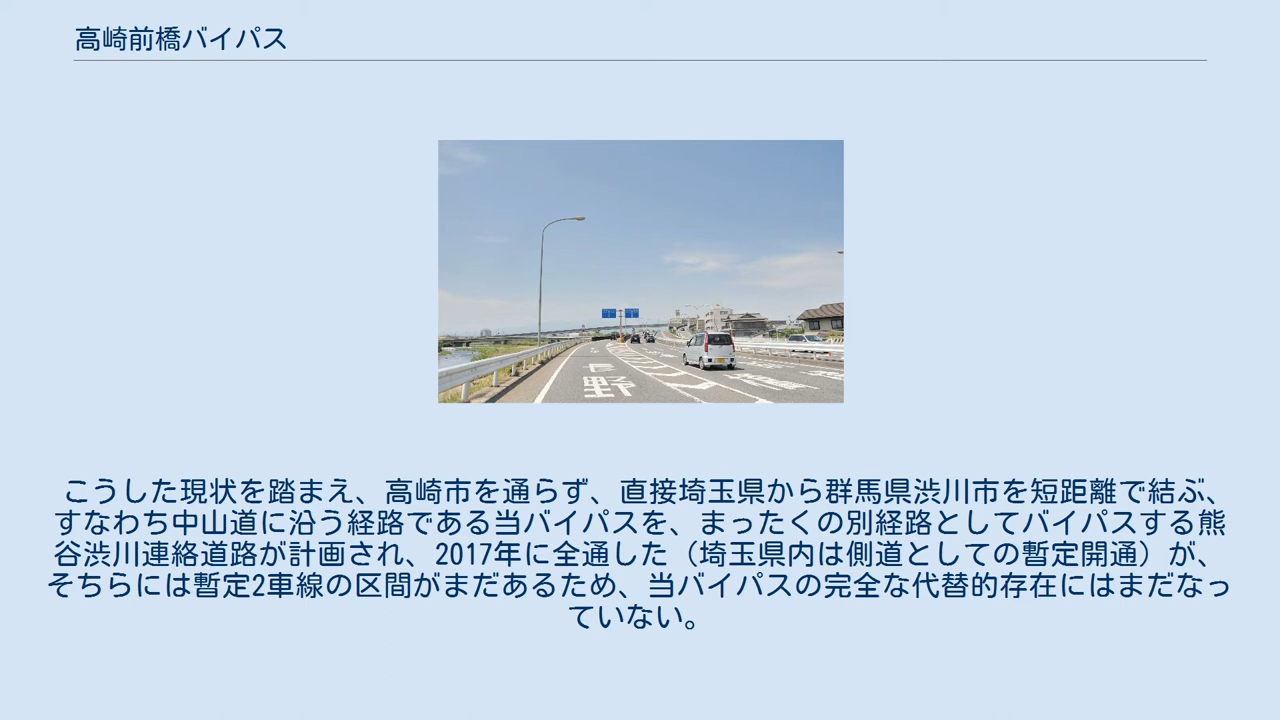 高崎前橋バイパス
こうした現状を踏まえ、高崎市を通らず、直接埼玉県から群馬県渋川市を短距離で結ぶ、
すなわち中山道に沿う経路である当バイパスを、まったくの別経路としてバイパスする熊
谷渋川連絡道路が計画され、2017年に全通した（埼玉県内は側道としての暫定開通）が、
そちらには暫定2車線の区間がまだあるため、当バイパスの完全な代替的存在にはまだなっ
ていない。